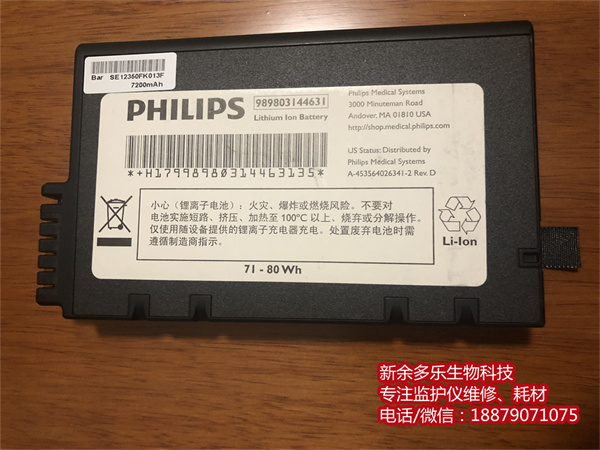 Bar SE12360FK013F
7200mAh
PHILIPS
989803144631
Lithium Ion Battery
Philips Medical Systems
3000 Minuteman Road
Andover, MA 01810 USA
http://shop.medical.philips.com
US Status: Distributed by
Philips Medical Systems
A-453564026341-2 Rev. D
*+H1799898031446313​5*
小心(锂离子电池)：火灾、爆炸或燃烧风险。不要对
电池实施短路、挤压、加热至 100°C 以上、烧弃或分解操作。
仅使用随设备提供的锂离子充电器充电。处置废弃电池时需
遵循制造商指示。
Li-Ion
71 - 80 Wh
新余多乐生物科技
专注监护仪维修、耗材
电话/微信：18879071075